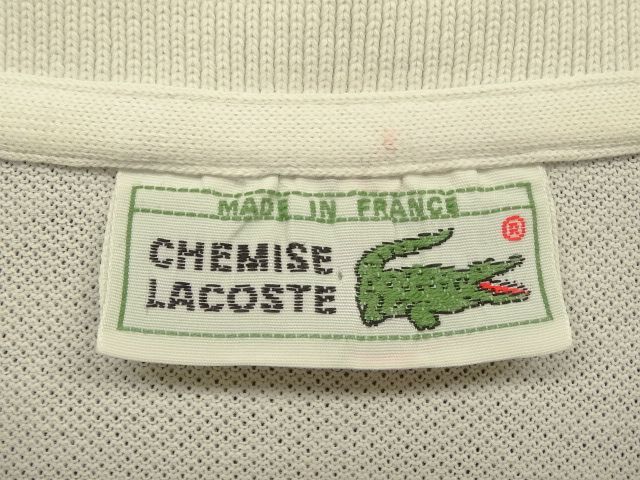 MADE IN FRANCE
CHEMISE
LACOSTE
®